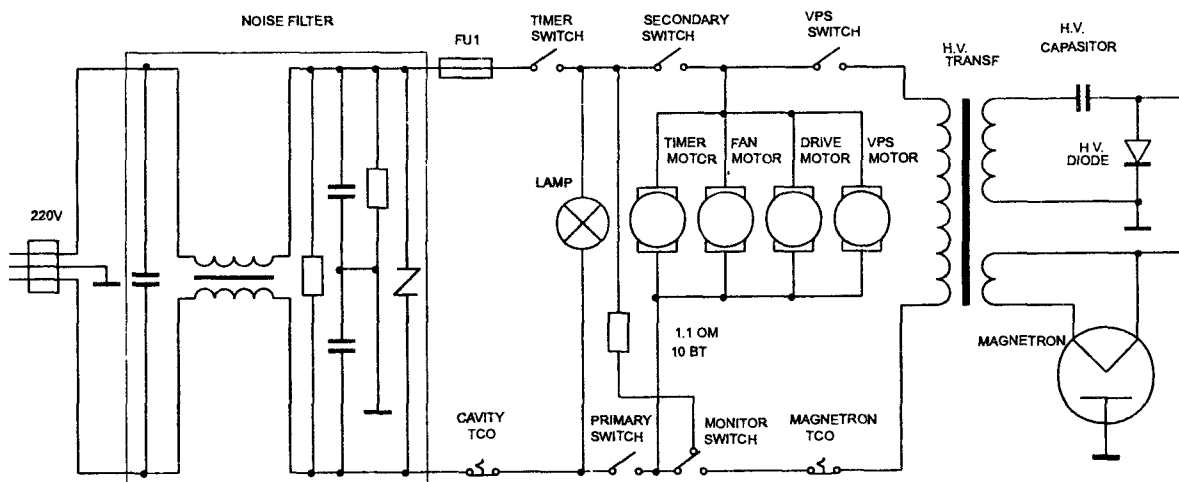 NOISE FILTER
FU1
TIMER
SWITCH
SECONDARY
SWITCH
VPS
SWITCH
H.V.
TRANSF
H.V.
CAPASITOR
TIMER
MOTCR
FAN
MOTOR
DRIVE
MOTOR
VPS
MOTOR
H.V.
DIODE
LAMP
220V
1.1 OM
10 BT
MAGNETRON
CAVITY
TCO
PRIMARY
SWITCH
MONITOR
SWITCH
MAGNETRON
TCO